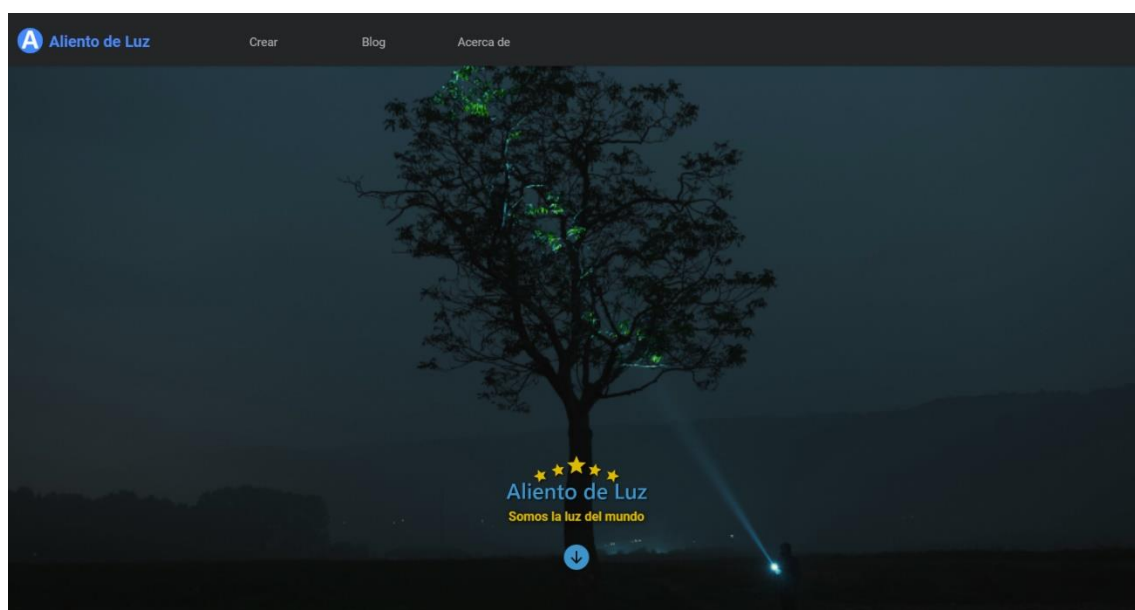 A Aliento de Luz Crear Blog Acerca de
Aliento de Luz
Somos la luz del mundo